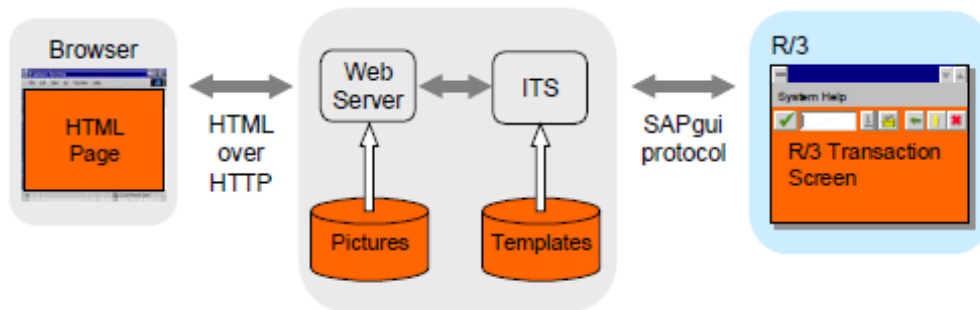 Browser
HTML
Page
HTML
over
HTTP
Web
Server
ITS
Pictures
Templates
SAPgui
protocol
R/3
System Help
R/3 Transaction
Screen